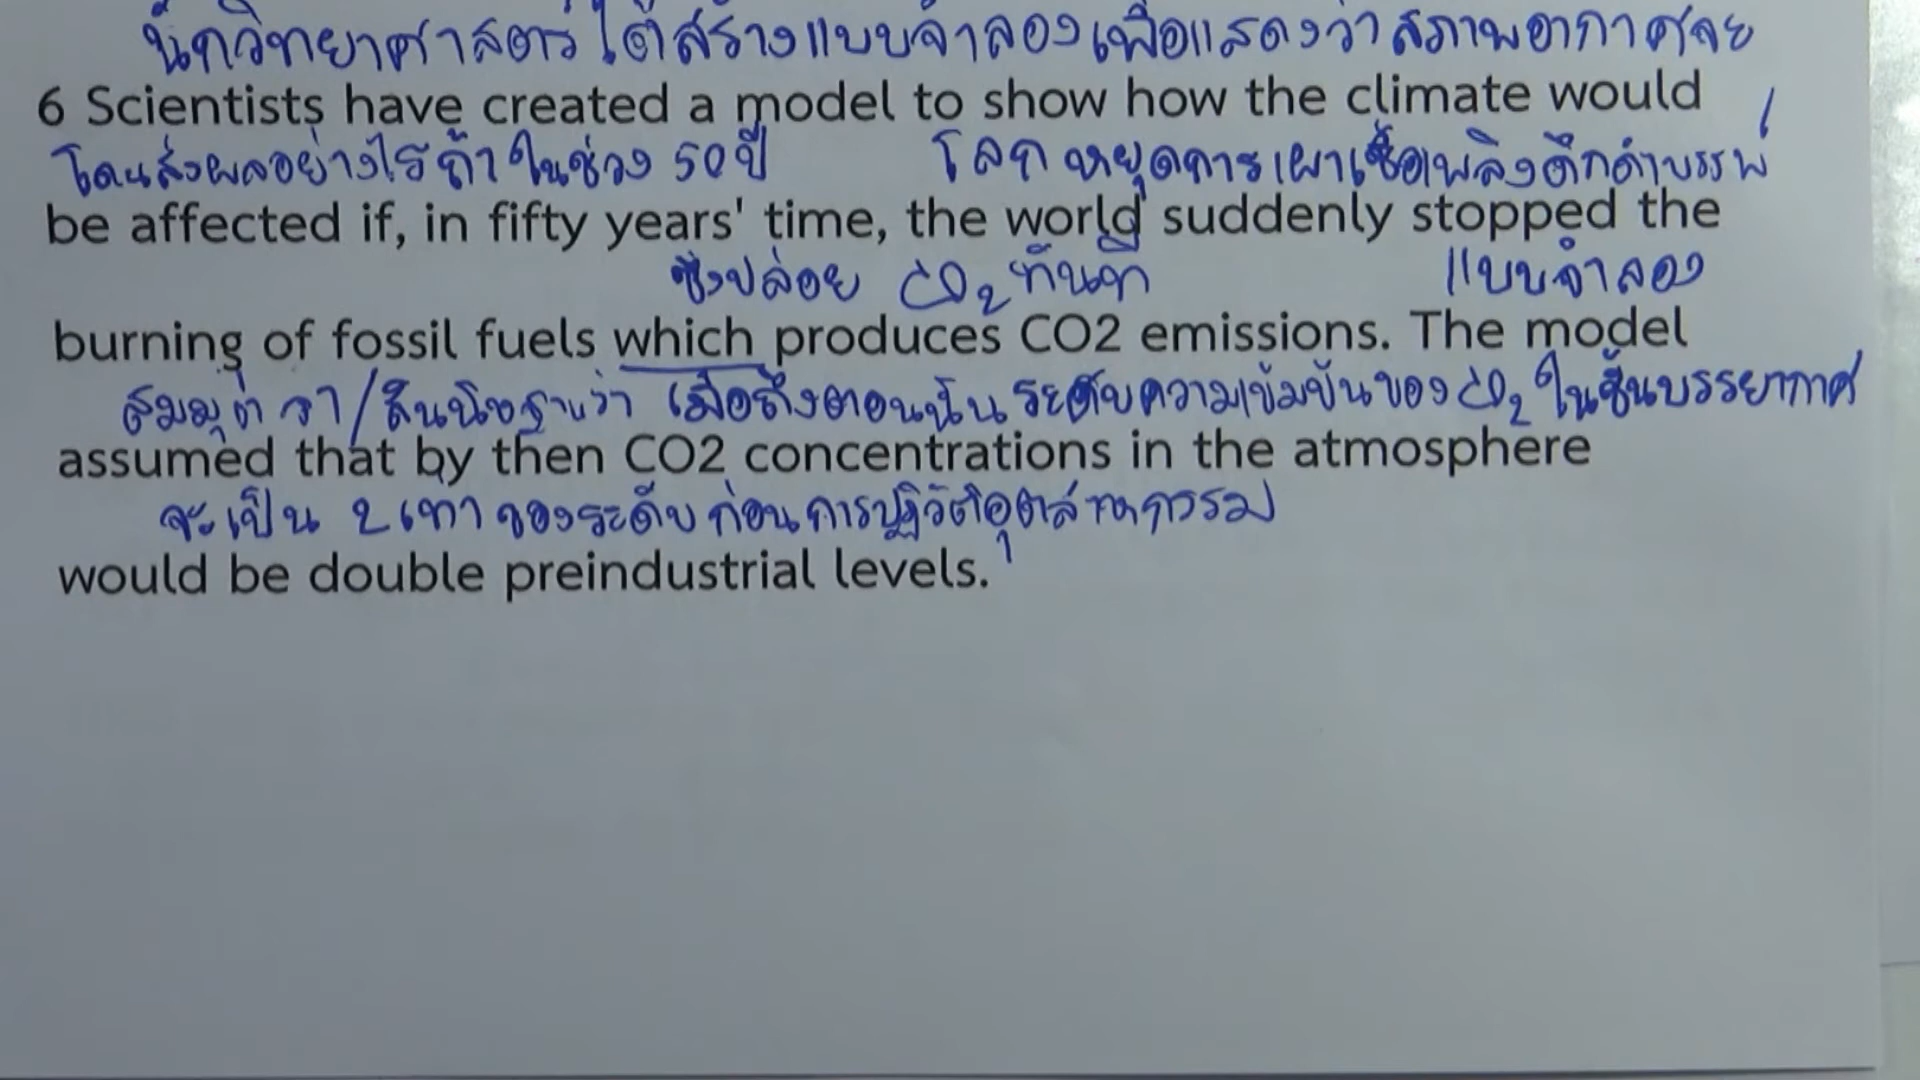 นักวิทยาศาสตร์ได้สร้างแบบจำลองเพื่อแสดงว่าสภาพอากาศจะ
6 Scientists have created a model to show how the climate would
โดนส่งผลอย่างไรถ้าในช่วง 50 ปี โลกหยุดการเผาเชื้อเพลิงดึกดำบรรพ์
be affected if, in fifty years' time, the world suddenly stopped the
ซึ่งปล่อย CO2 ทันที แบบจำลอง
burning of fossil fuels which produces CO2 emissions. The model
สมมุติว่า/สันนิษฐานว่า เมื่อถึงตอนนั้นระดับความเข้มข้นของ CO2 ในชั้นบรรยากาศ
assumed that by then CO2 concentrations in the atmosphere
จะเป็น 2 เท่าของระดับก่อนการปฏิวัติอุตสาหกรรม
would be double preindustrial levels.